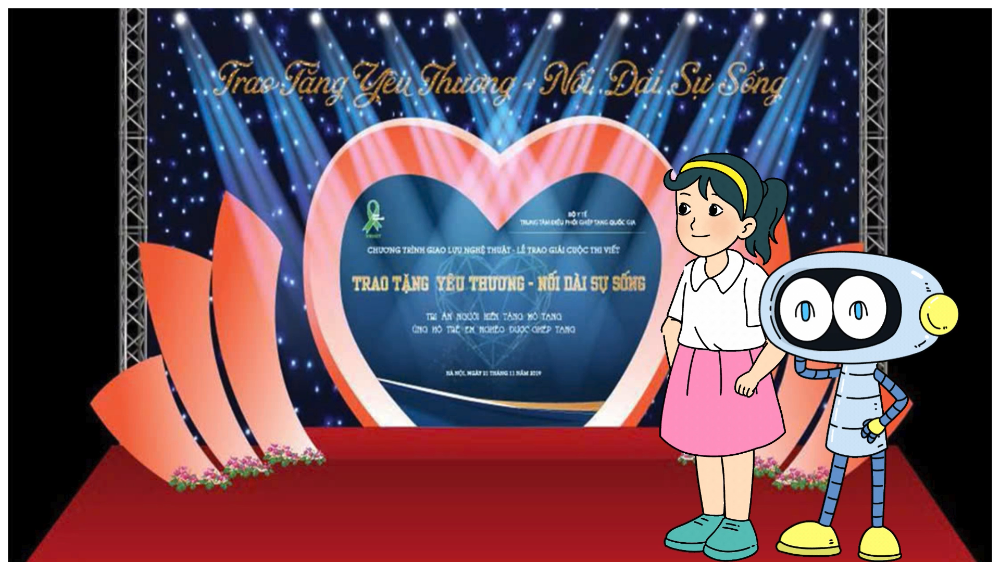 Trao Tặng Yêu Thương - Nối Dài Sự Sống
BỘ Y TẾ
TRUNG TÂM ĐIỀU PHỐI GHÉP TẠNG QUỐC GIA
CHƯƠNG TRÌNH GIAO LƯU NGHỆ THUẬT - LỄ TRAO GIẢI CUỘC THI VIẾT
TRAO TẶNG YÊU THƯƠNG - NỐI DÀI SỰ SỐNG
TRI ÂN NGƯỜI HIẾN TẶNG MÔ TẠNG
ỦNG HỘ TRẺ EM NGHÈO ĐƯỢC GHÉP TẠNG
HÀ NỘI, NGÀY 21 THÁNG 11 NĂM 2019